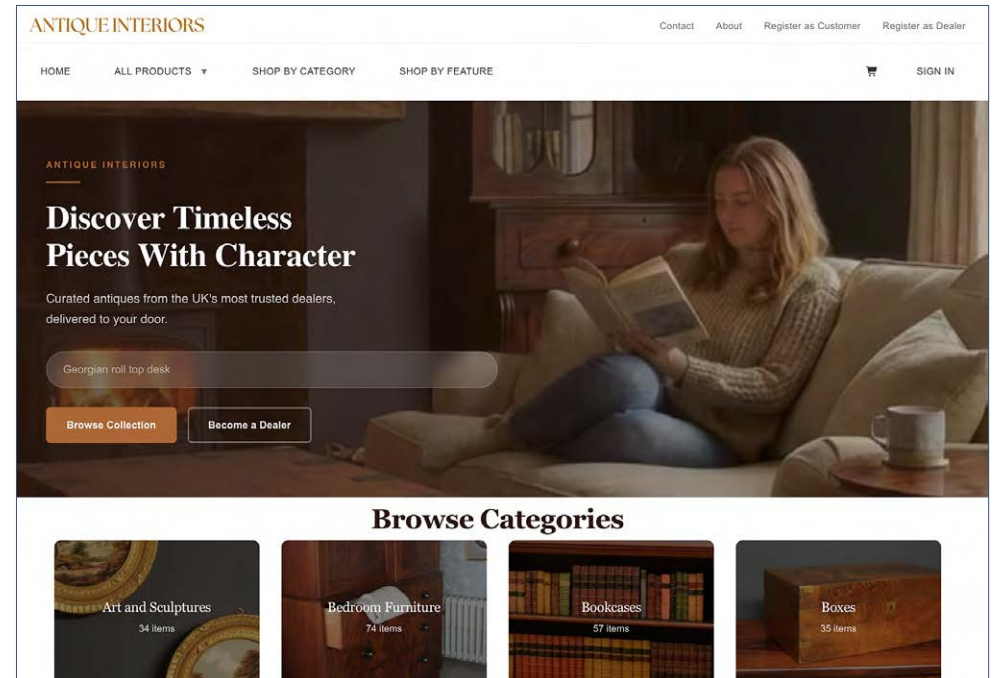 ANTIQUE INTERIORS
Contact About Register as Customer Register as Dealer
HOME ALL PRODUCTS ▼ SHOP BY CATEGORY SHOP BY FEATURE SIGN IN
ANTIQUE INTERIORS
Discover Timeless
Pieces With Character
Curated antiques from the UK's most trusted dealers,
delivered to your door.
Georgian roll top desk
Browse Collection Become a Dealer
Browse Categories
Art and Sculptures Bedroom Furniture Bookcases Boxes
34 items 74 items 57 items 35 items